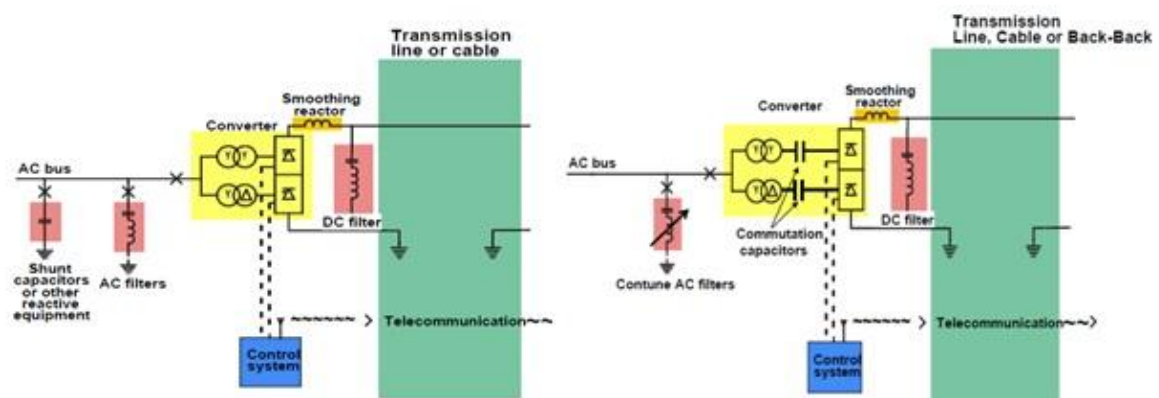 Transmission
line or cable
Smoothing
reactor
Converter
AC bus
DC filter
Shunt
capacitors
or other
reactive
equipment
AC filters
Telecommunication
Control
system
Transmission
Line, Cable or Back-Back
Smoothing
reactor
Converter
AC bus
DC filter
Commutation
capacitors
Contune AC filters
Telecommunication
Control
system